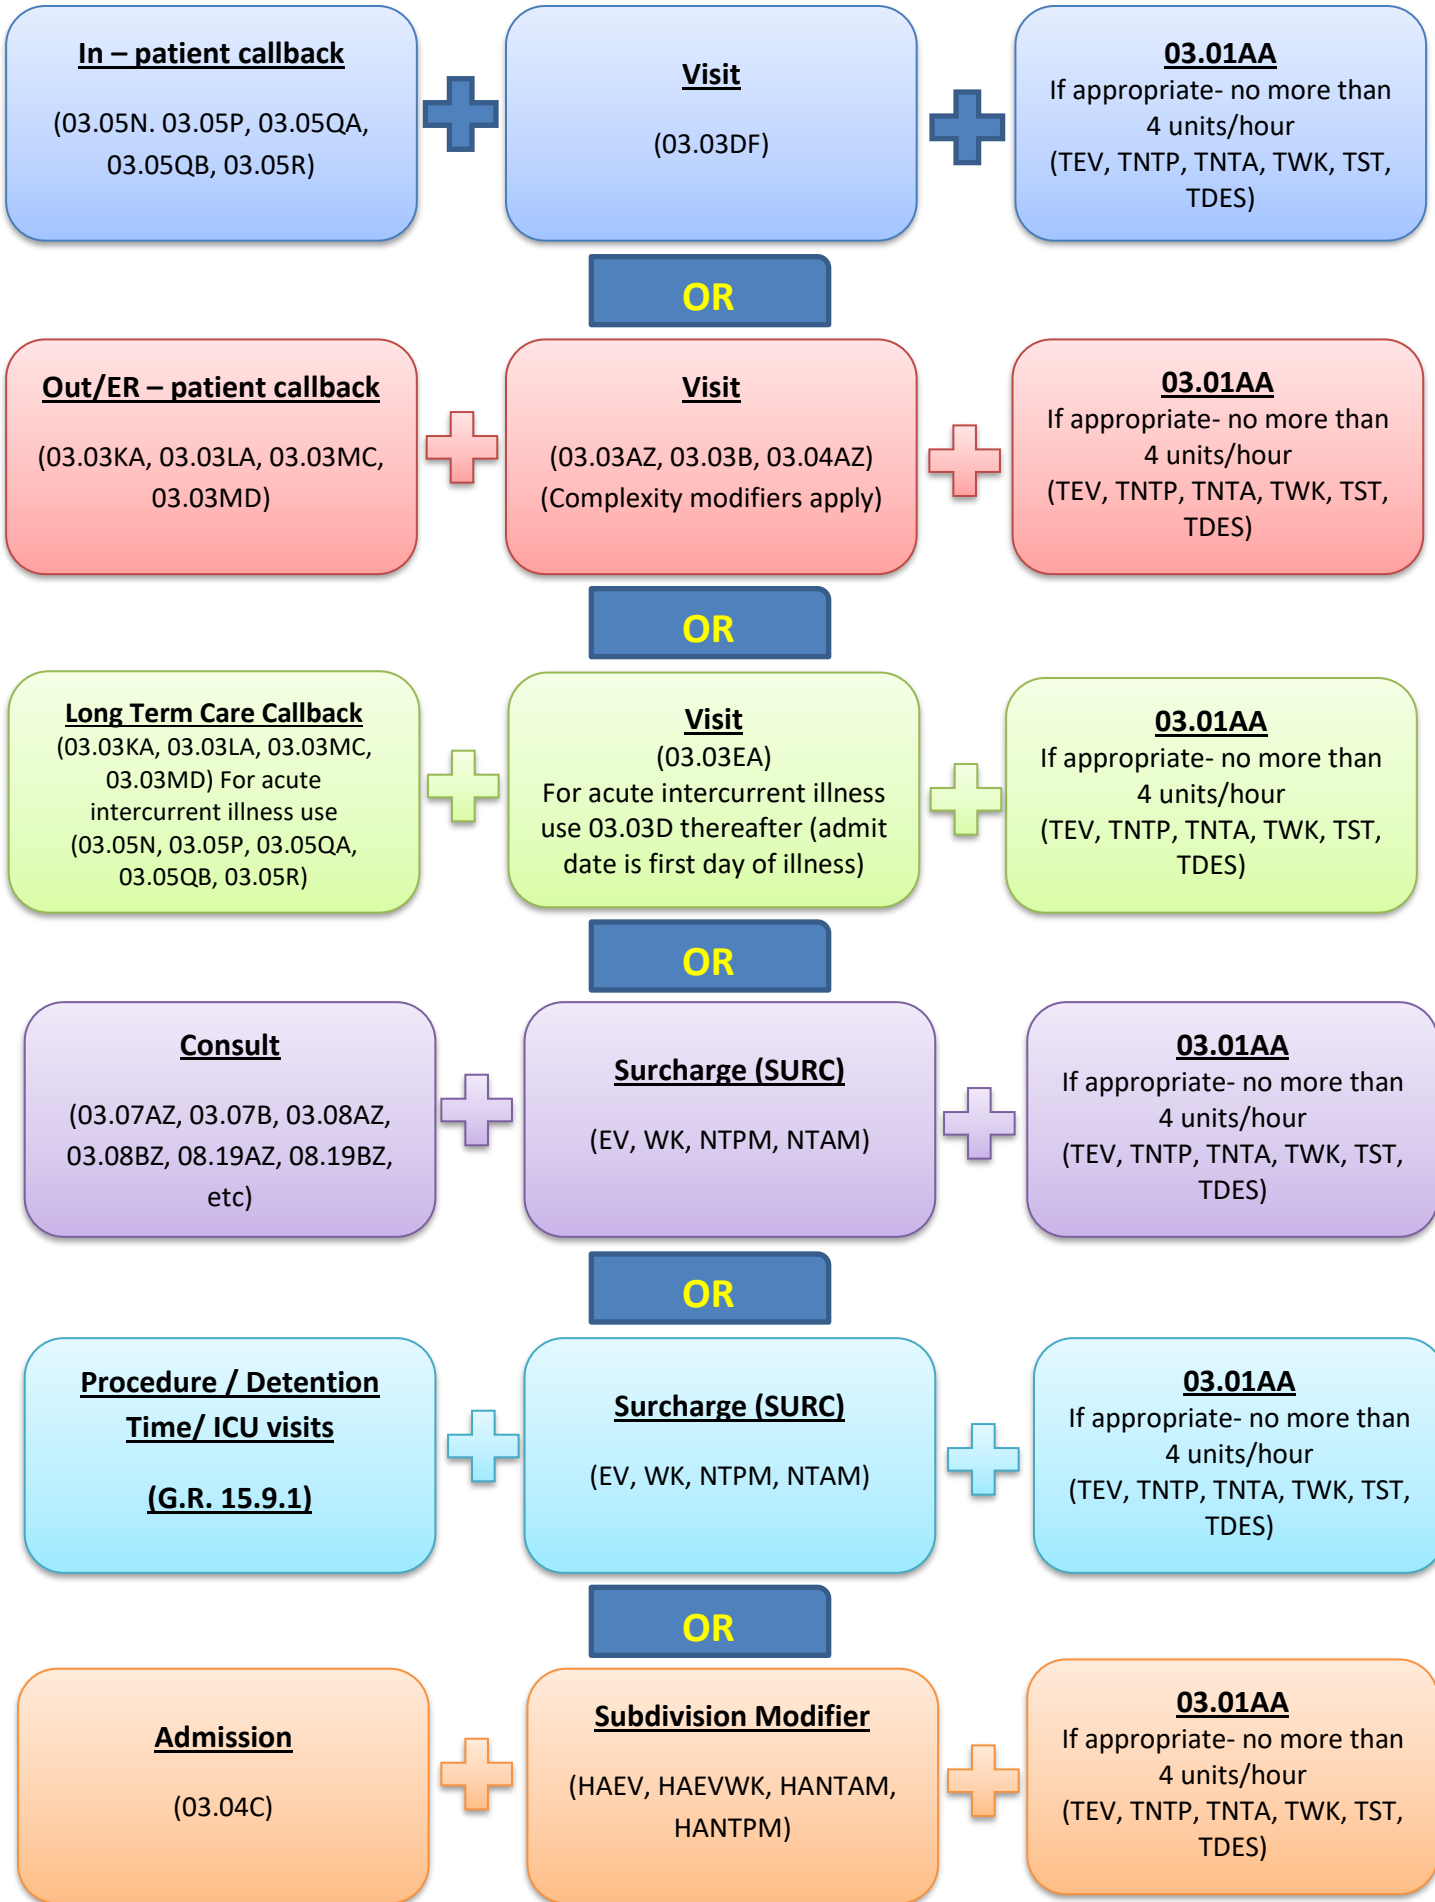 In – patient callback
(03.05N. 03.05P, 03.05QA,
03.05QB, 03.05R)
Visit
(03.03DF)
03.01AA
If appropriate- no more than
4 units/hour
(TEV, TNTP, TNTA, TWK, TST,
TDES)
OR
Out/ER – patient callback
(03.03KA, 03.03LA, 03.03MC,
03.03MD)
Visit
(03.03AZ, 03.03B, 03.04AZ)
(Complexity modifiers apply)
03.01AA
If appropriate- no more than
4 units/hour
(TEV, TNTP, TNTA, TWK, TST,
TDES)
OR
Long Term Care Callback
(03.03KA, 03.03LA, 03.03MC,
03.03MD) For acute
intercurrent illness use
(03.05N, 03.05P, 03.05QA,
03.05QB, 03.05R)
Visit
(03.03EA)
For acute intercurrent illness
use 03.03D thereafter (admit
date is first day of illness)
03.01AA
If appropriate- no more than
4 units/hour
(TEV, TNTP, TNTA, TWK, TST,
TDES)
OR
Consult
(03.07AZ, 03.07B, 03.08AZ,
03.08BZ, 08.19AZ, 08.19BZ,
etc)
Surcharge (SURC)
(EV, WK, NTPM, NTAM)
03.01AA
If appropriate- no more than
4 units/hour
(TEV, TNTP, TNTA, TWK, TST,
TDES)
OR
Procedure / Detention
Time/ ICU visits
(G.R. 15.9.1)
Surcharge (SURC)
(EV, WK, NTPM, NTAM)
03.01AA
If appropriate- no more than
4 units/hour
(TEV, TNTP, TNTA, TWK, TST,
TDES)
OR
Admission
(03.04C)
Subdivision Modifier
(HAEV, HAEVWK, HANTAM,
HANTPM)
03.01AA
If appropriate- no more than
4 units/hour
(TEV, TNTP, TNTA, TWK, TST,
TDES)